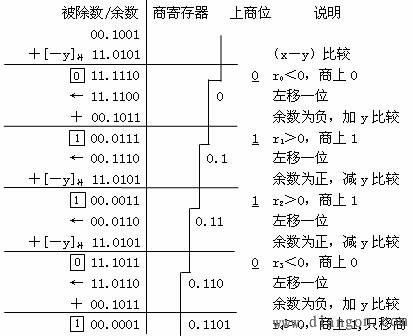 被除数/余数 商寄存器 上商位 说明
00.1001
+[-y]补 11.0101 (x-y)比较
0 11.1110 0 r₀<0,商上0
← 11.1100 0 左移一位
+ 00.1011 余数为负,加y比较
1 00.0111 1 r₁>0,商上1
← 00.1110 0.1 左移一位
+[-y]补 11.0101 余数为正,减y比较
1 00.0011 1 r₂>0,商上1
← 00.0110 0.11 左移一位
+[-y]补 11.0101 余数为正,减y比较
0 11.1011 0 r₃<0,商上0
← 11.0110 0.110 左移一位
+ 00.1011 余数为负,加y比较
1 00.0001 0.1101 r₄>0,商上1,只移商